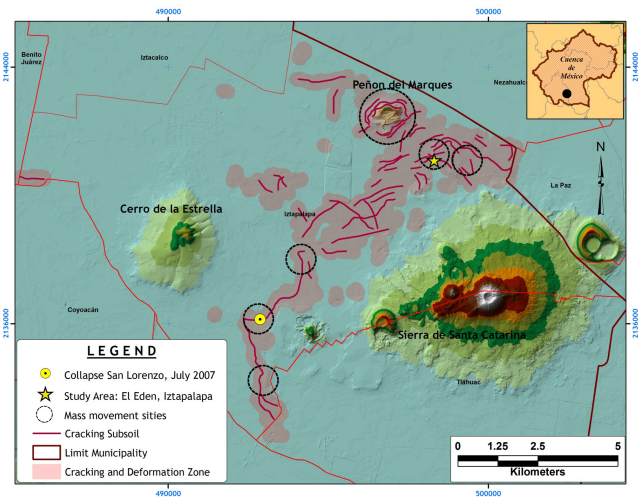 490000
500000
2144000
2144000
Benito
Juárez
Iztacalco
Nezahualc
Cuenca
de
México
Peñon del Marques
N
La Paz
Cerro de la Estrella
Iztapalapa
Coyoacán
2136000
2136000
Sierra de Santa Catarina
Tláhuac
LEGEND
Collapse San Lorenzo, July 2007
Study Area: El Eden, Iztapalapa
Mass movement sities
Cracking Subsoil
Limit Municipality
Cracking and Deformation Zone
0 1.25 2.5 5
Kilometers
490000
500000